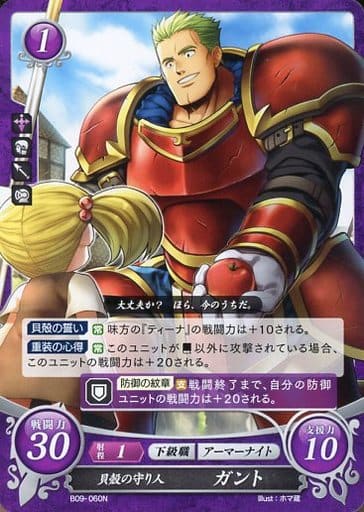 1
大丈夫か？ ほら、今のうちだ。
貝殻の誓い 常 味方の『ティーナ』の戦闘力は＋10される。
重装の心得 常 このユニットが■以外に攻撃されている場合、
このユニットの戦闘力は＋20される。
防御の紋章 支 戦闘終了まで、自分の防御
ユニットの戦闘力は＋20される。
戦闘力
30
射程 1 下級職 アーマーナイト
支援力
10
貝殻の守り人 ガント
B09-060N
Illust：ホマ蔵